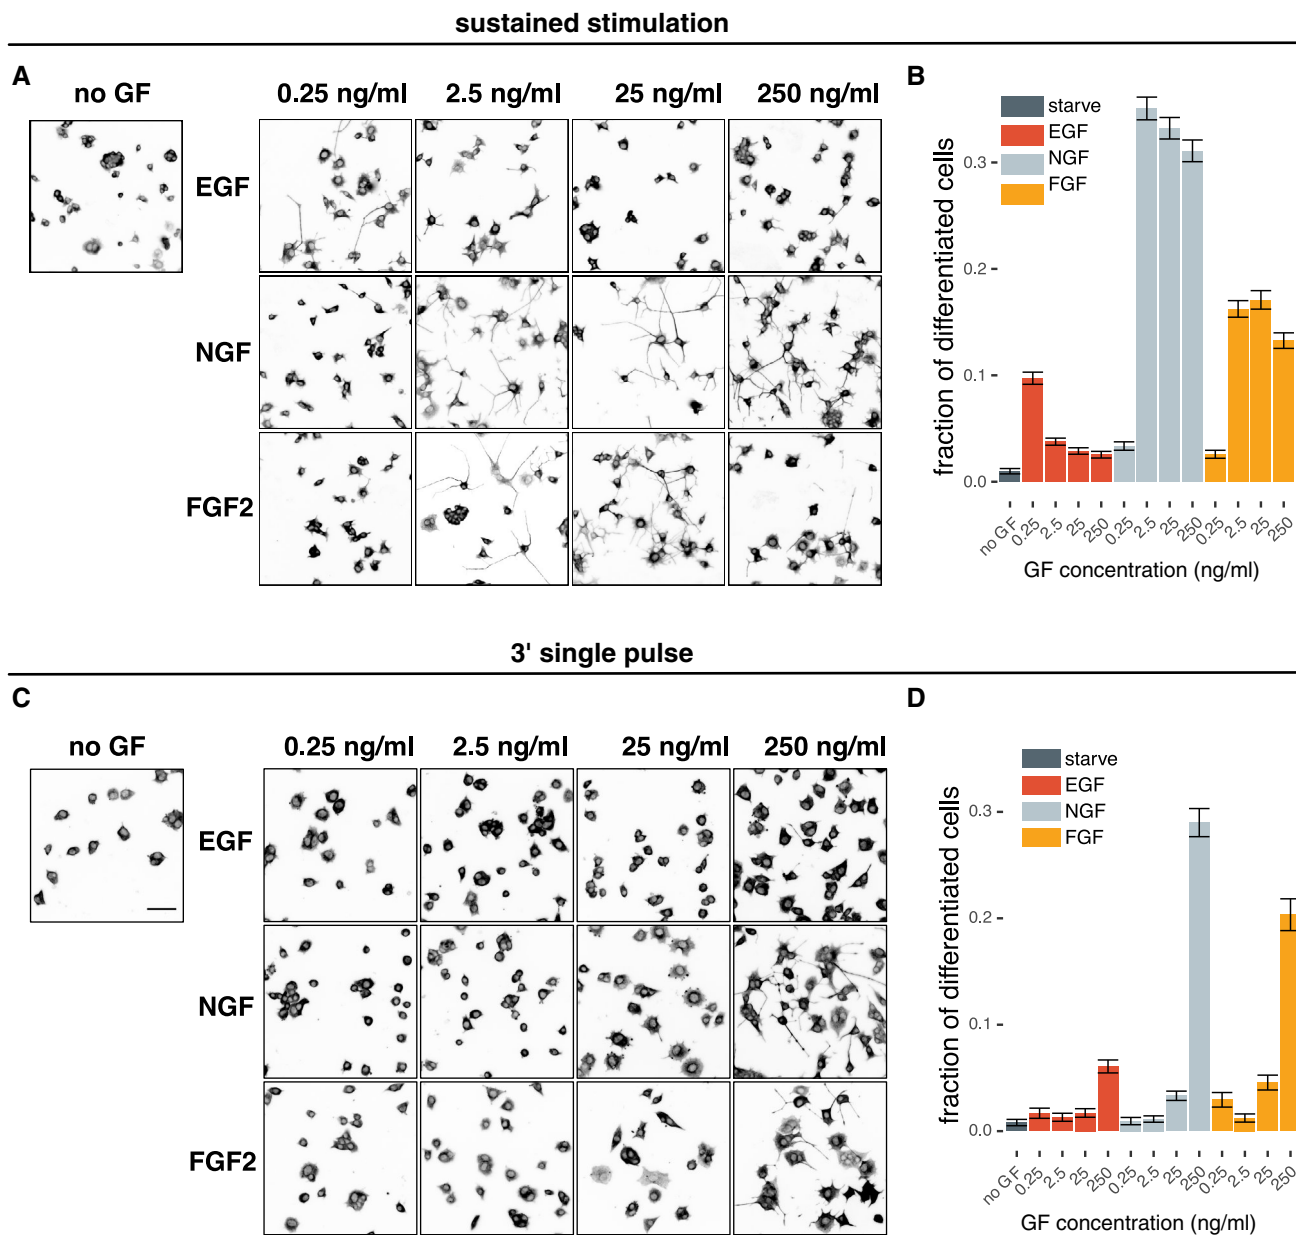 sustained stimulation
A
no GF
0.25 ng/ml 2.5 ng/ml 25 ng/ml 250 ng/ml
EGF
NGF
FGF2
B
starve
EGF
NGF
FGF
fraction of differentiated cells
0.3
0.2
0.1
0.0
no GF 0.25 2.5 25 250 0.25 2.5 25 250 0.25 2.5 25 250
GF concentration (ng/ml)
3' single pulse
C
no GF
0.25 ng/ml 2.5 ng/ml 25 ng/ml 250 ng/ml
EGF
NGF
FGF2
D
starve
EGF
NGF
FGF
fraction of differentiated cells
0.3
0.2
0.1
0.0
no GF 0.25 2.5 25 250 0.25 2.5 25 250 0.25 2.5 25 250
GF concentration (ng/ml)